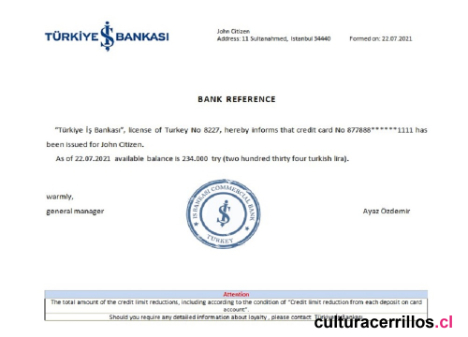 TÜRKİYE İŞ BANKASI
John Citizen
Address: 11 Sultanahmed, Istanbul 34440 Formed on: 22.07.2021
BANK REFERENCE
"Türkiye İş Bankası", license of Turkey No 8227, hereby informs that credit card No 877888******1111 has
been issued for John Citizen.
As of 22.07.2021 available balance is 234.000 try (two hundred thirty four turkish lira).
warmly,
general manager Ayaz Ozdemir
IS BANKASI COMMERCIAL BANK
TURKEY
Attention
The total amount of the credit limit reductions, including according to the condition of "Credit limit reduction from each deposit on card
account".
Should you require any detailed information about loyalty, please contact
culturacerrillos.cl